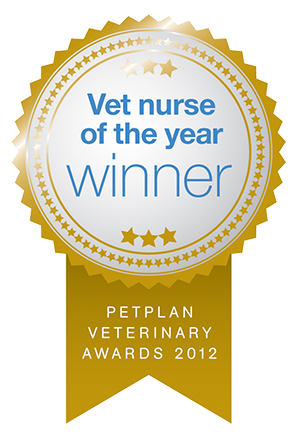 Vet nurse
of the year
winner
PETPLAN
VETERINARY
AWARDS 2012